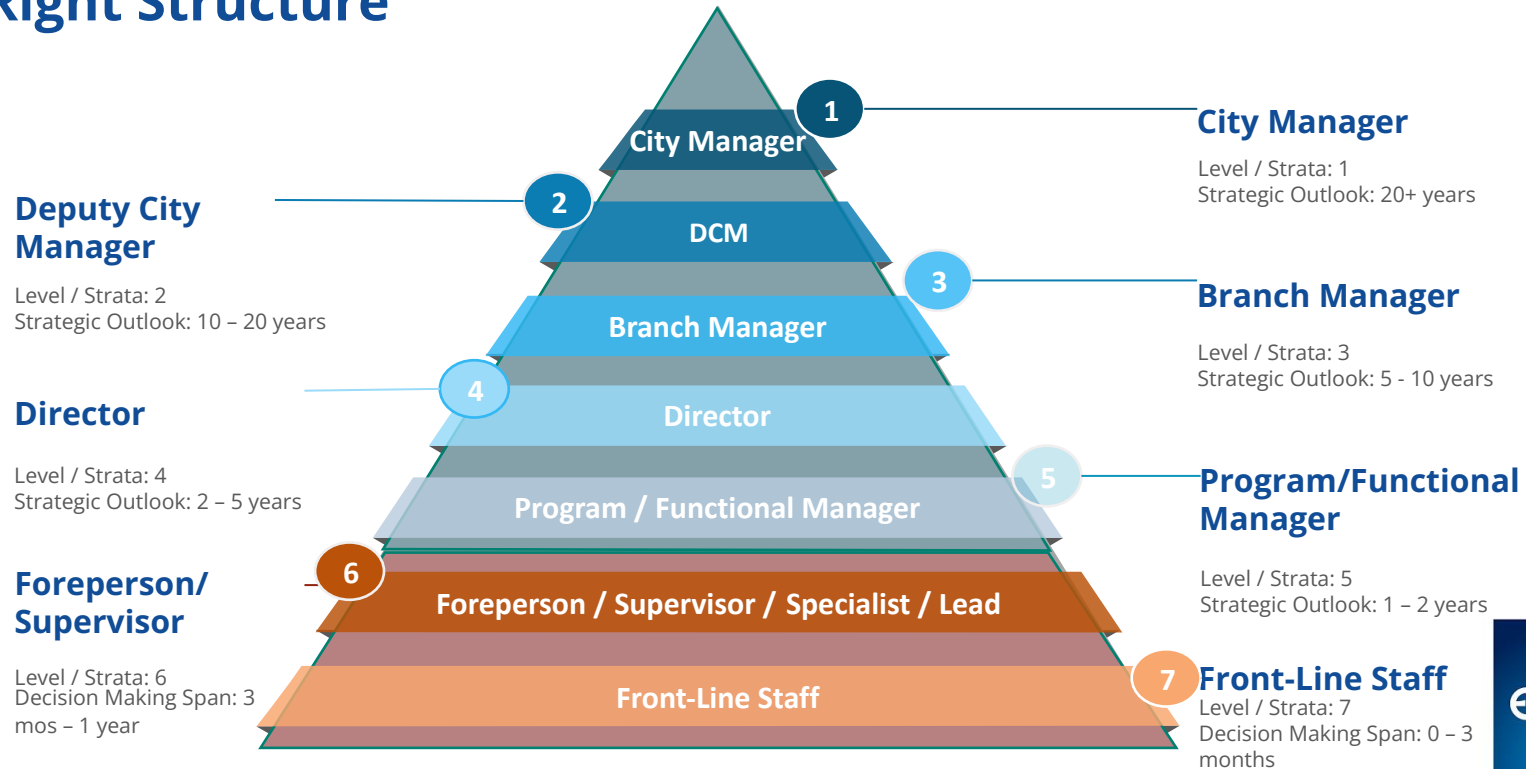 Right Structure
1
City Manager
City Manager
Level / Strata: 1
Strategic Outlook: 20+ years
2
Deputy City
Manager
Level / Strata: 2
Strategic Outlook: 10 – 20 years
DCM
3
Branch Manager
Branch Manager
Level / Strata: 3
Strategic Outlook: 5 - 10 years
4
Director
Director
Level / Strata: 4
Strategic Outlook: 2 – 5 years
5
Program / Functional Manager
Program/Functional
Manager
Level / Strata: 5
Strategic Outlook: 1 – 2 years
6
Foreperson/
Supervisor
Level / Strata: 6
Decision Making Span: 3
mos – 1 year
Foreperson / Supervisor / Specialist / Lead
7
Front-Line Staff
Front-Line Staff
Level / Strata: 7
Decision Making Span: 0 – 3
months